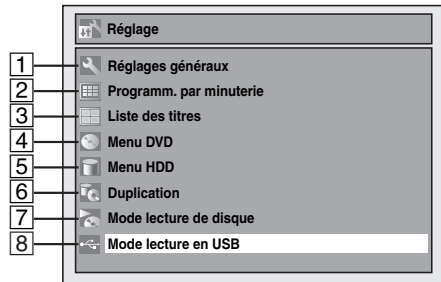 Réglage
1 Réglages généraux
2 Programm. par minuterie
3 Liste des titres
4 Menu DVD
5 Menu HDD
6 Duplication
7 Mode lecture de disque
8 Mode lecture en USB